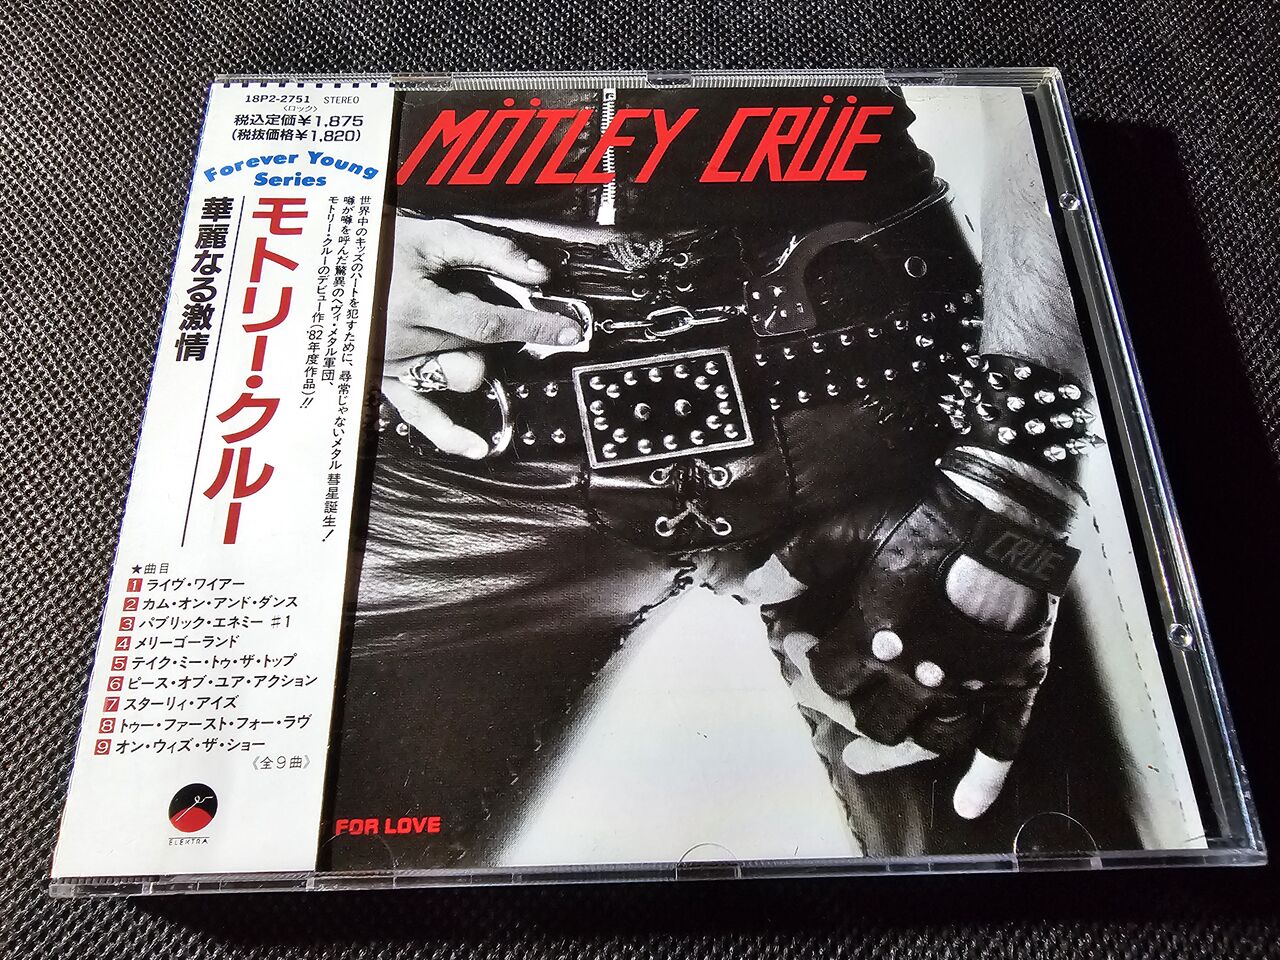 18P2-2751 STEREO
〈ロック〉
税込定価¥1,875
(税抜価格¥1,820)
Forever Young
Series
世界中のキッズのハートを犯すために、尋常じゃないメタル彗星誕生!
噂が噂を呼んだ驚異のヘヴィ・メタル軍団、
モトリー・クルーのデビュー作('82年度作品)!!
モトリー・クルー
華麗なる激情
★曲目
1 ライヴ・ワイアー
2 カム・オン・アンド・ダンス
3 パブリック・エネミー #1
4 メリーゴーランド
5 テイク・ミー・トゥ・ザ・トップ
6 ピース・オブ・ユア・アクション
7 スターリィ・アイズ
8 トゥー・ファースト・フォー・ラヴ
9 オン・ウィズ・ザ・ショー
《全9曲》
ELEKTRA
MÖTLEY CRÜE
CRÜE
FOR LOVE